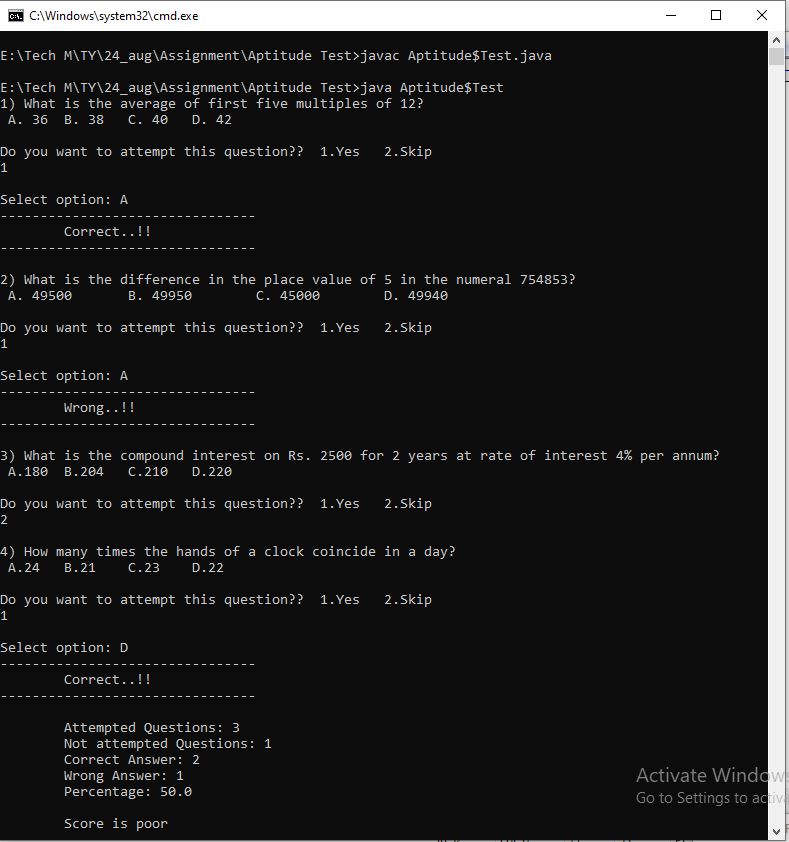 C:\Windows\system32\cmd.exe
E:\Tech M\TY\24_aug\Assignment\Aptitude Test>javac Aptitude$Test.java
E:\Tech M\TY\24_aug\Assignment\Aptitude Test>java Aptitude$Test
1) What is the average of first five multiples of 12?
A. 36 B. 38 C. 40 D. 42
Do you want to attempt this question?? 1.Yes 2.Skip
1
Select option: A
--------------------------------
Correct..!!
--------------------------------
2) What is the difference in the place value of 5 in the numeral 754853?
A. 49500 B. 49950 C. 45000 D. 49940
Do you want to attempt this question?? 1.Yes 2.Skip
1
Select option: A
--------------------------------
Wrong..!!
--------------------------------
3) What is the compound interest on Rs. 2500 for 2 years at rate of interest 4% per annum?
A.180 B.204 C.210 D.220
Do you want to attempt this question?? 1.Yes 2.Skip
2
4) How many times the hands of a clock coincide in a day?
A.24 B.21 C.23 D.22
Do you want to attempt this question?? 1.Yes 2.Skip
1
Select option: D
--------------------------------
Correct..!!
--------------------------------
Attempted Questions: 3
Not attempted Questions: 1
Correct Answer: 2
Wrong Answer: 1
Percentage: 50.0
Activate Windows
Go to Settings to activa
Score is poor